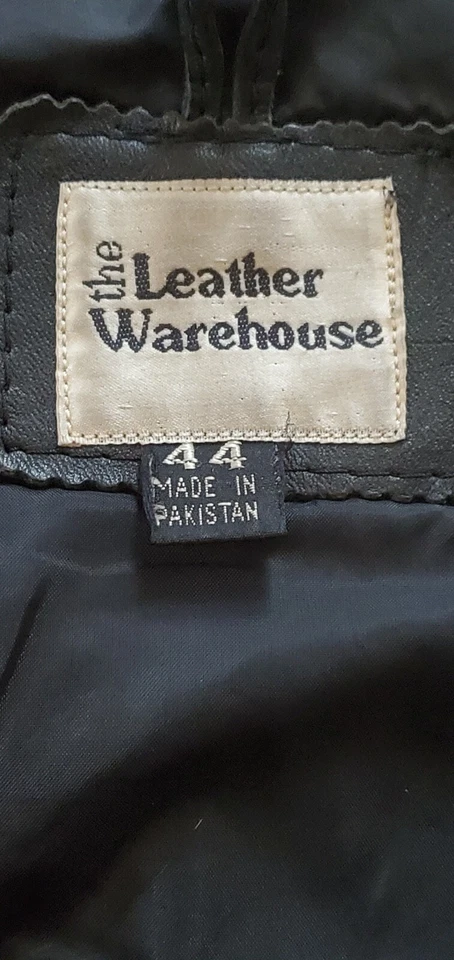 the Leather
Warehouse
44
MADE IN
PAKISTAN